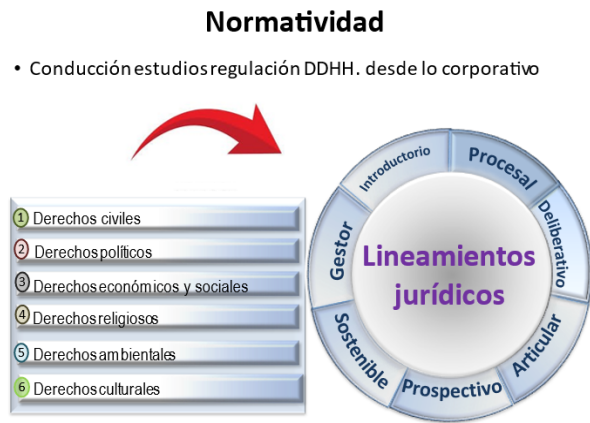 Normatividad
• Conducción estudios regulación DDHH. desde lo corporativo
1 Derechos civiles
2 Derechos políticos
3 Derechos económicos y sociales
4 Derechos religiosos
5 Derechos ambientales
6 Derechos culturales
Introductorio
Procesal
Deliberativo
Articular
Prospectivo
Sostenible
Gestor
Lineamientos
jurídicos